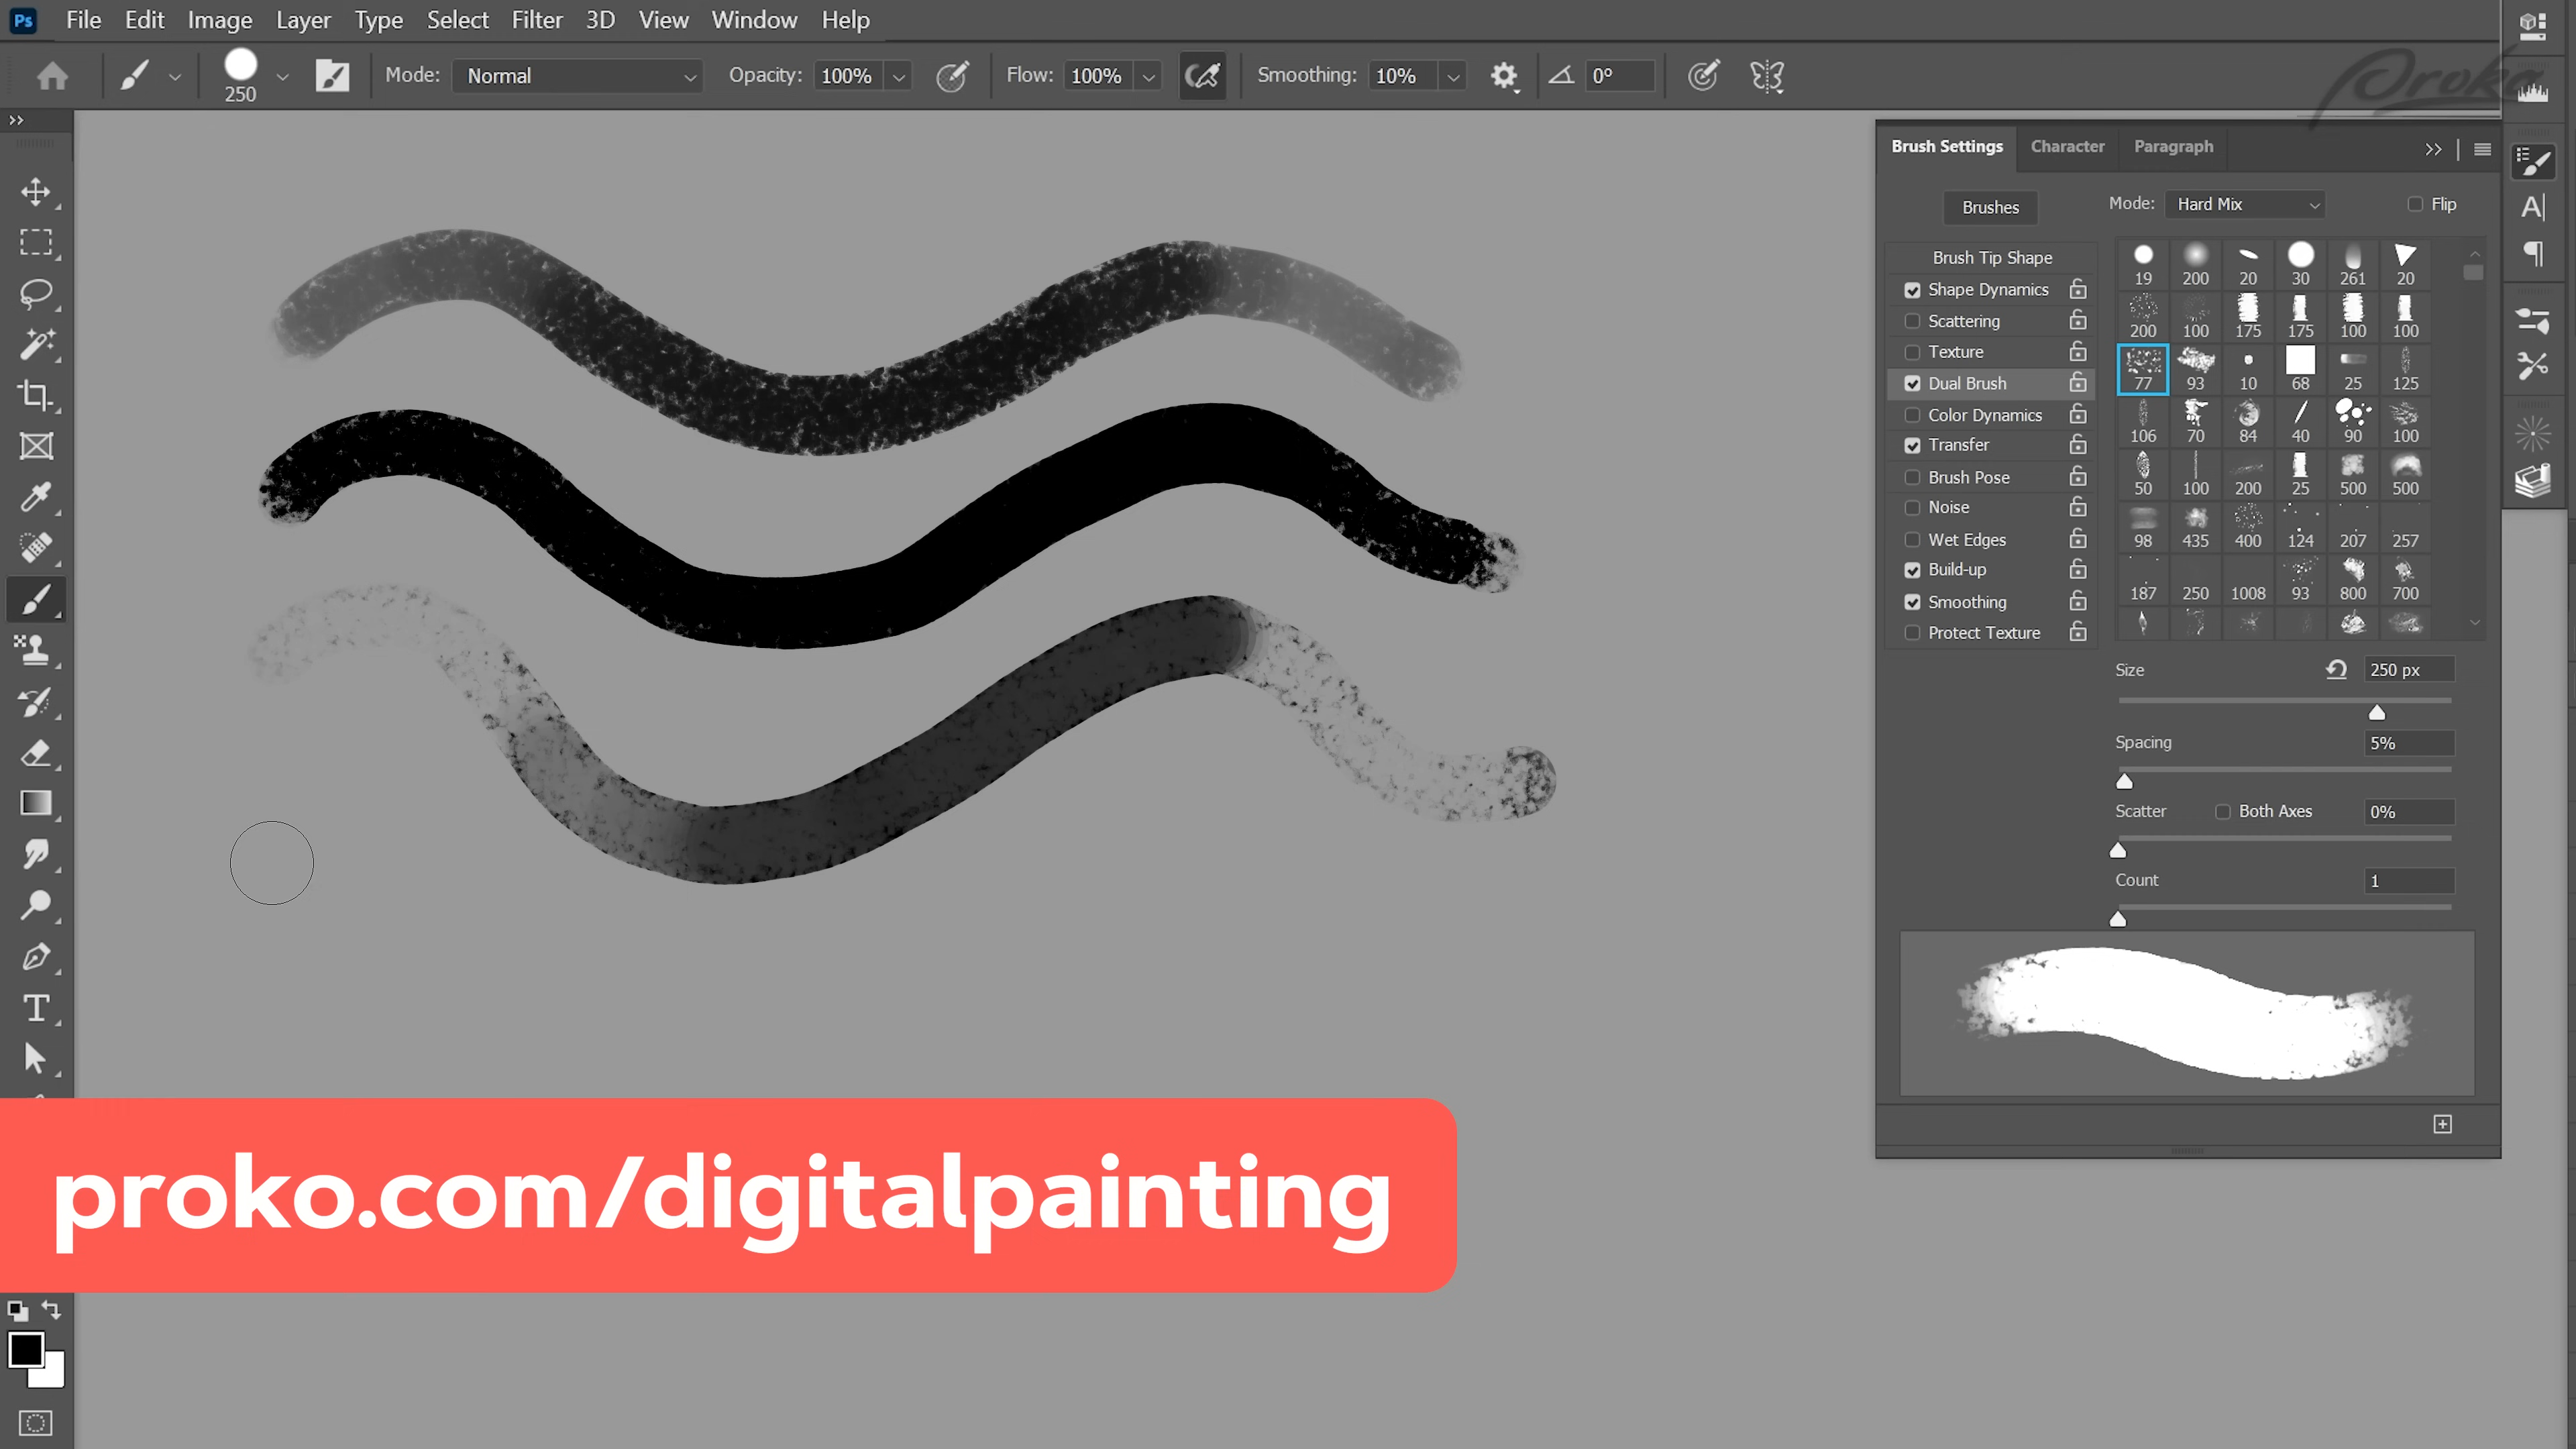 Ps File Edit Image Layer Type Select Filter 3D View Window Help
250 Mode: Normal Opacity: 100% Flow: 100% Smoothing: 10% 0°
Proko
Brush Settings Character Paragraph
Brushes Mode: Hard Mix Flip
Brush Tip Shape
Shape Dynamics
Scattering
Texture
Dual Brush
Color Dynamics
Transfer
Brush Pose
Noise
Wet Edges
Build-up
Smoothing
Protect Texture
19 200 20 30 261 20
200 100 175 175 100 100
77 93 10 68 25 125
106 70 84 40 90 100
50 100 200 25 500 500
98 435 400 124 207 257
187 250 1008 93 800 700
Size 250 px
Spacing 5%
Scatter Both Axes 0%
Count 1
proko.com/digitalpainting